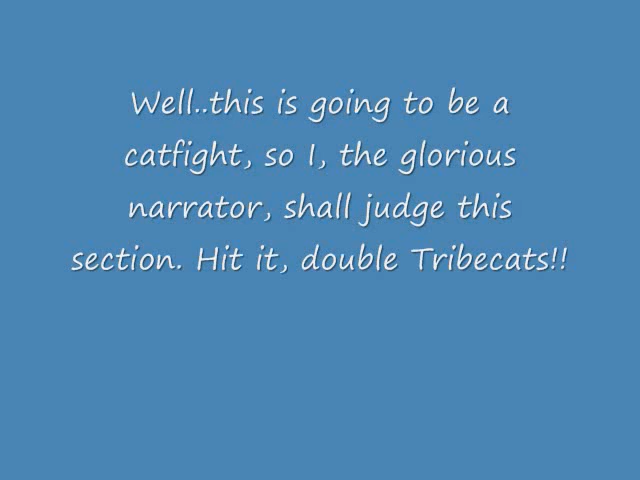 Well..this is going to be a
catfight, so I, the glorious
narrator, shall judge this
section. Hit it, double Tribecats!!